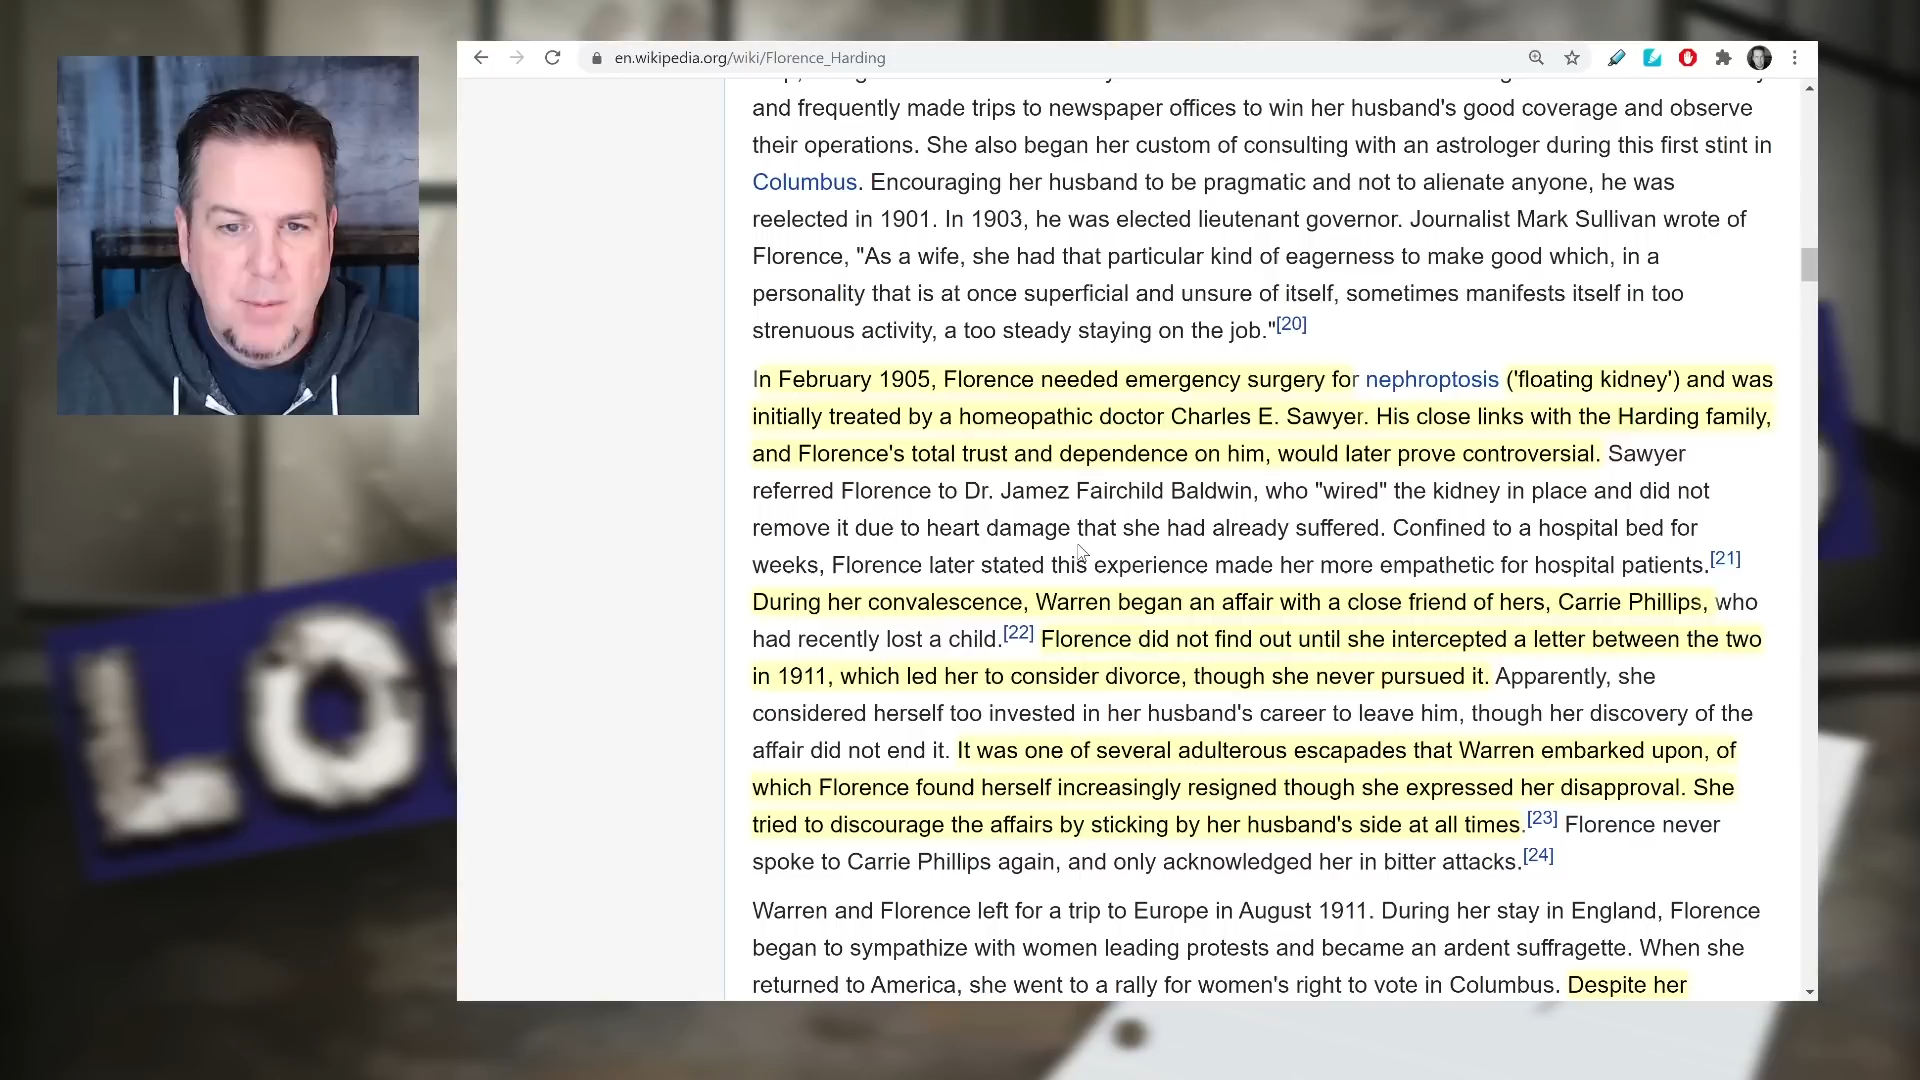 en.wikipedia.org/wiki/Florence_Harding
and frequently made trips to newspaper offices to win her husband's good coverage and observe
their operations. She also began her custom of consulting with an astrologer during this first stint in
Columbus. Encouraging her husband to be pragmatic and not to alienate anyone, he was
reelected in 1901. In 1903, he was elected lieutenant governor. Journalist Mark Sullivan wrote of
Florence, "As a wife, she had that particular kind of eagerness to make good which, in a
personality that is at once superficial and unsure of itself, sometimes manifests itself in too
strenuous activity, a too steady staying on the job."[20]
In February 1905, Florence needed emergency surgery for nephroptosis ('floating kidney') and was
initially treated by a homeopathic doctor Charles E. Sawyer. His close links with the Harding family,
and Florence's total trust and dependence on him, would later prove controversial. Sawyer
referred Florence to Dr. Jamez Fairchild Baldwin, who "wired" the kidney in place and did not
remove it due to heart damage that she had already suffered. Confined to a hospital bed for
weeks, Florence later stated this experience made her more empathetic for hospital patients.[21]
During her convalescence, Warren began an affair with a close friend of hers, Carrie Phillips, who
had recently lost a child.[22] Florence did not find out until she intercepted a letter between the two
in 1911, which led her to consider divorce, though she never pursued it. Apparently, she
considered herself too invested in her husband's career to leave him, though her discovery of the
affair did not end it. It was one of several adulterous escapades that Warren embarked upon, of
which Florence found herself increasingly resigned though she expressed her disapproval. She
tried to discourage the affairs by sticking by her husband's side at all times.[23] Florence never
spoke to Carrie Phillips again, and only acknowledged her in bitter attacks.[24]
Warren and Florence left for a trip to Europe in August 1911. During her stay in England, Florence
began to sympathize with women leading protests and became an ardent suffragette. When she
returned to America, she went to a rally for women's right to vote in Columbus. Despite her
LO